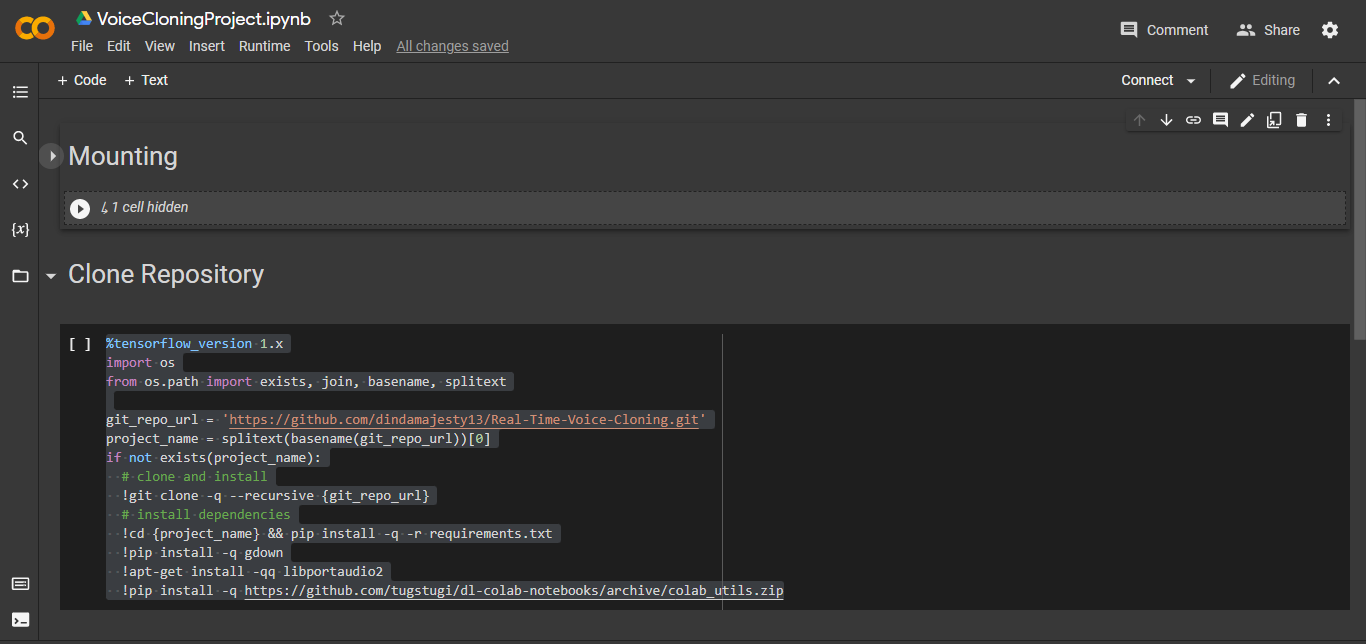 VoiceCloningProject.ipynb
File Edit View Insert Runtime Tools Help All changes saved
Comment Share
+ Code + Text
Connect Editing
Mounting
↳ 1 cell hidden
Clone Repository
[ ] %tensorflow_version 1.x
import os
from os.path import exists, join, basename, splitext
git_repo_url = 'https://github.com/dindamajesty13/Real-Time-Voice-Cloning.git'
project_name = splitext(basename(git_repo_url))[0]
if not exists(project_name):
# clone and install
!git clone -q --recursive {git_repo_url}
# install dependencies
!cd {project_name} && pip install -q -r requirements.txt
!pip install -q gdown
!apt-get install -qq libportaudio2
!pip install -q https://github.com/tugstugi/dl-colab-notebooks/archive/colab_utils.zip
{x}